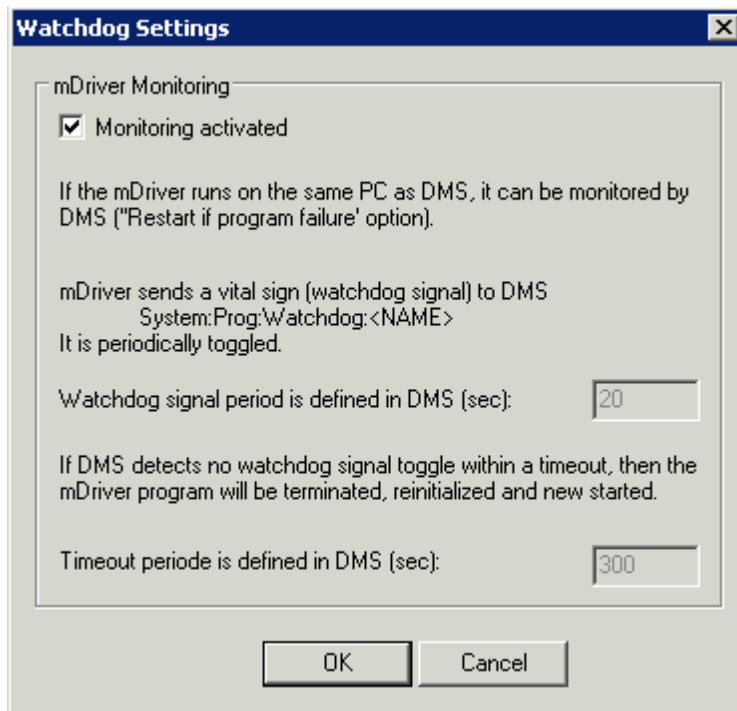 Watchdog Settings
mDriver Monitoring
Monitoring activated
If the mDriver runs on the same PC as DMS, it can be monitored by
DMS ("Restart if program failure' option).
mDriver sends a vital sign (watchdog signal) to DMS
System:Prog:Watchdog:<NAME>
It is periodically toggled.
Watchdog signal period is defined in DMS (sec): 20
If DMS detects no watchdog signal toggle within a timeout, then the
mDriver program will be terminated, reinitialized and new started.
Timeout periode is defined in DMS (sec): 300
OK Cancel